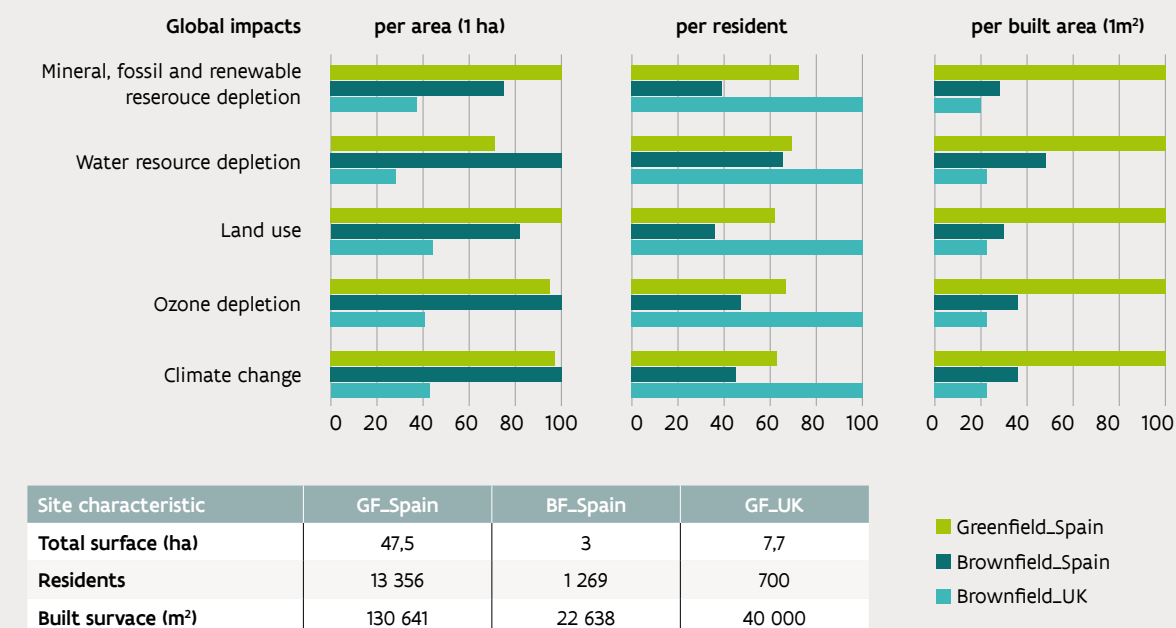 Global impacts
per area (1 ha)
per resident
per built area (1m²)
Mineral, fossil and renewable
reserouce depletion
Water resource depletion
Land use
Ozone depletion
Climate change
0 20 40 60 80 100
0 20 40 60 80 100
0 20 40 60 80 100
Site characteristic GF_Spain BF_Spain GF_UK
Total surface (ha) 47,5 3 7,7
Residents 13 356 1 269 700
Built survace (m²) 130 641 22 638 40 000
Greenfield_Spain
Brownfield_Spain
Brownfield_UK